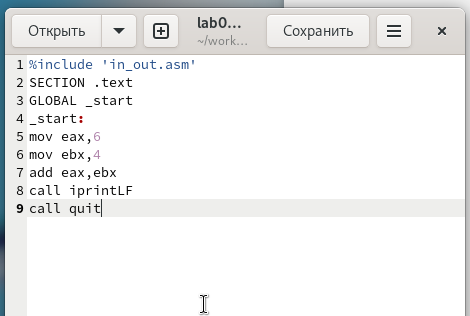 Открыть
lab0...
~/work...
Сохранить
1 %include 'in_out.asm'
2 SECTION .text
3 GLOBAL _start
4 _start:
5 mov eax,6
6 mov ebx,4
7 add eax,ebx
8 call iprintLF
9 call quit